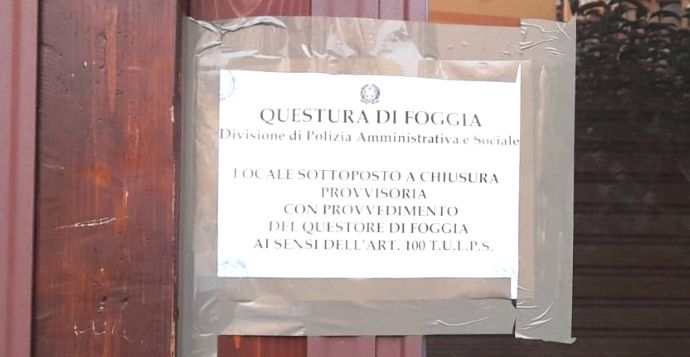 QUESTURA DI FOGGIA
Divisione di Polizia Amministrativa e Sociale
LOCALE SOTTOPOSTO A CHIUSURA
PROVVISORIA
CON PROVVEDIMENTO
DEL QUESTORE DI FOGGIA
AI SENSI DELL'ART. 100 T.U.L.P.S.